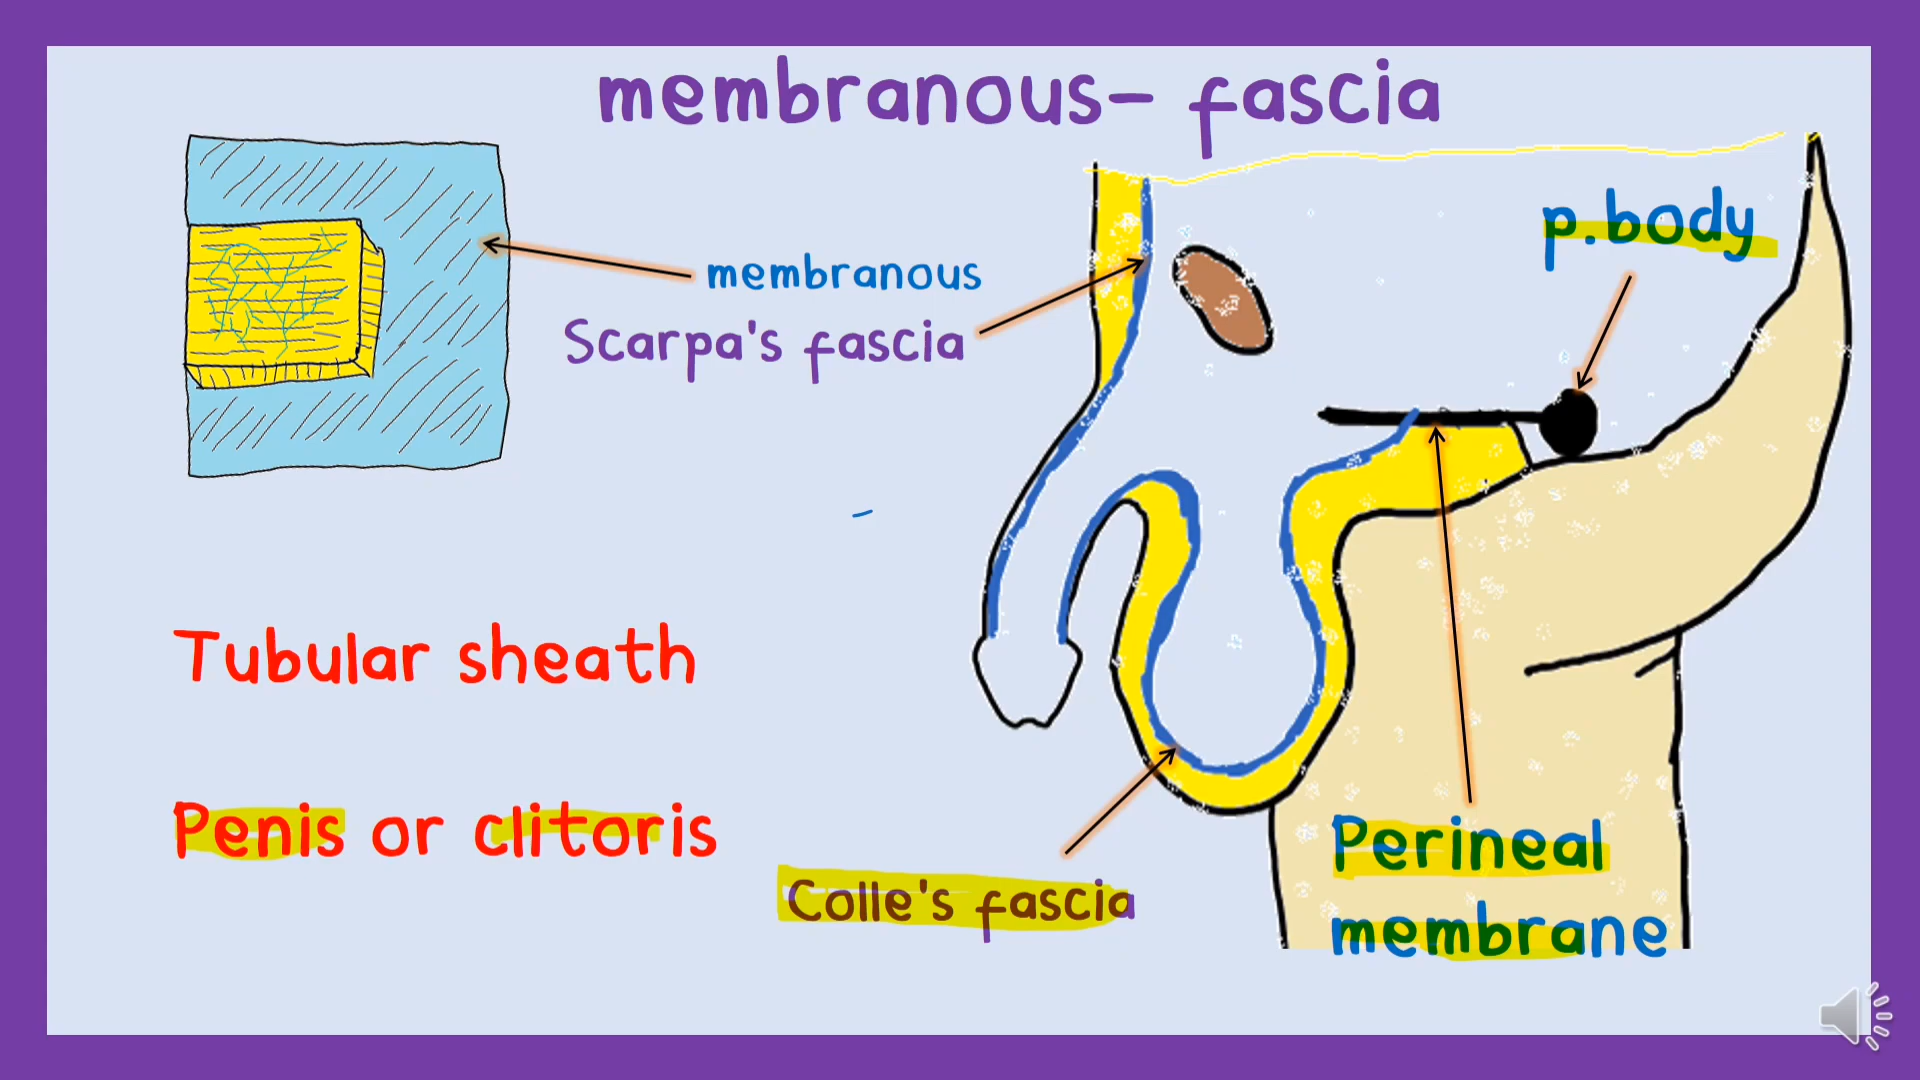 membranous- fascia
p.body
membranous
Scarpa's fascia
Tubular sheath
Penis or clitoris
Colle's fascia
Perineal
membrane